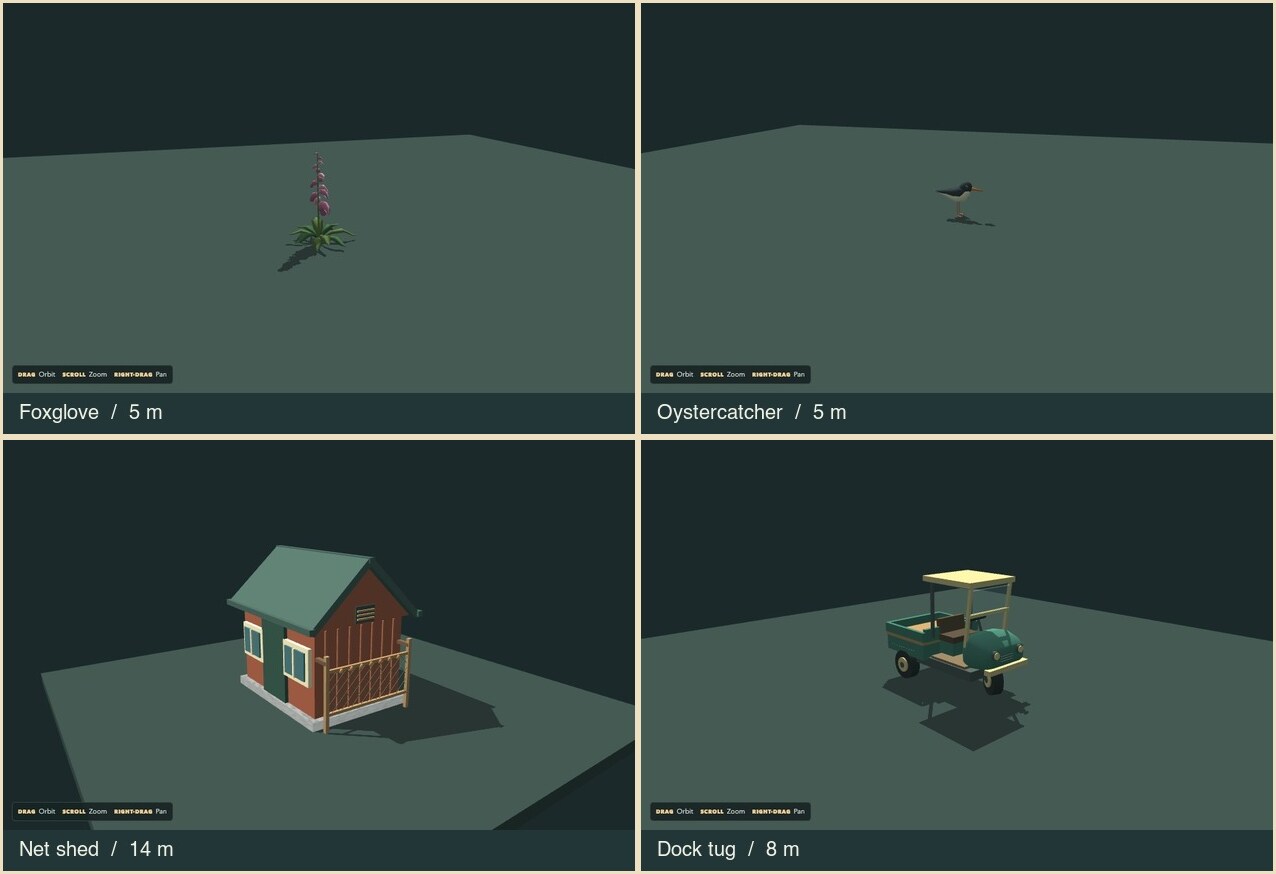 DRAG Orbit SCROLL Zoom RIGHT-DRAG Pan
Foxglove / 5 m
DRAG Orbit SCROLL Zoom RIGHT-DRAG Pan
Oystercatcher / 5 m
DRAG Orbit SCROLL Zoom RIGHT-DRAG Pan
Net shed / 14 m
DRAG Orbit SCROLL Zoom RIGHT-DRAG Pan
Dock tug / 8 m